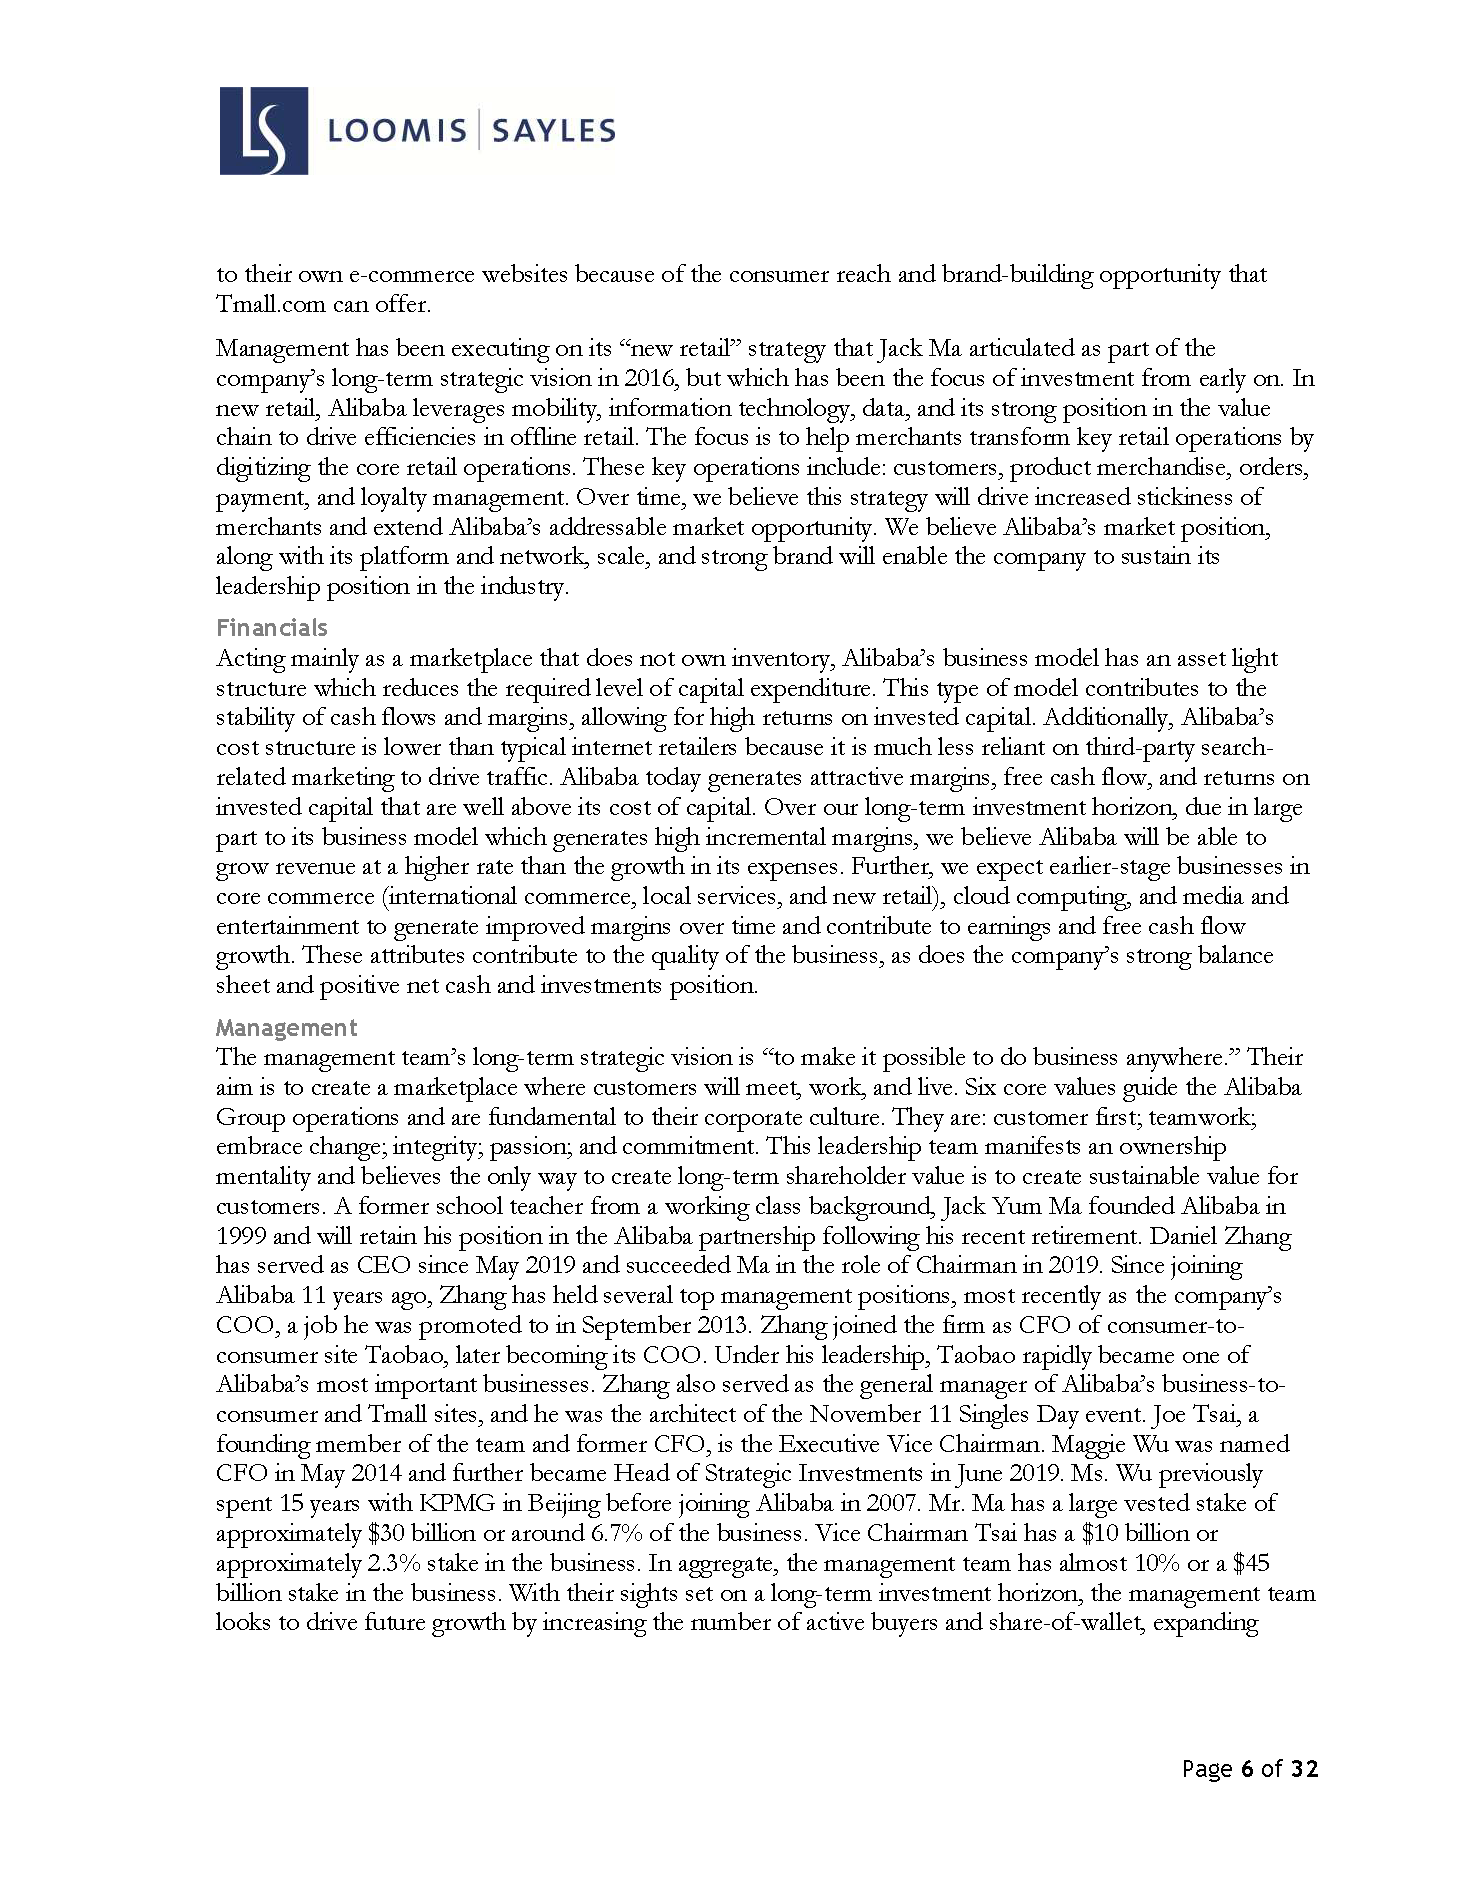 LS LOOMIS | SAYLES
to their own e-commerce websites because of the consumer reach and brand-building opportunity that
Tmall.com can offer.
Management has been executing on its “new retail” strategy that Jack Ma articulated as part of the
company’s long-term strategic vision in 2016, but which has been the focus of investment from early on. In
new retail, Alibaba leverages mobility, information technology, data, and its strong position in the value
chain to drive efficiencies in offline retail. The focus is to help merchants transform key retail operations by
digitizing the core retail operations. These key operations include: customers, product merchandise, orders,
payment, and loyalty management. Over time, we believe this strategy will drive increased stickiness of
merchants and extend Alibaba’s addressable market opportunity. We believe Alibaba’s market position,
along with its platform and network, scale, and strong brand will enable the company to sustain its
leadership position in the industry.
Financials
Acting mainly as a marketplace that does not own inventory, Alibaba’s business model has an asset light
structure which reduces the required level of capital expenditure. This type of model contributes to the
stability of cash flows and margins, allowing for high returns on invested capital. Additionally, Alibaba’s
cost structure is lower than typical internet retailers because it is much less reliant on third-party search-
related marketing to drive traffic. Alibaba today generates attractive margins, free cash flow, and returns on
invested capital that are well above its cost of capital. Over our long-term investment horizon, due in large
part to its business model which generates high incremental margins, we believe Alibaba will be able to
grow revenue at a higher rate than the growth in its expenses. Further, we expect earlier-stage businesses in
core commerce (international commerce, local services, and new retail), cloud computing, and media and
entertainment to generate improved margins over time and contribute to earnings and free cash flow
growth. These attributes contribute to the quality of the business, as does the company’s strong balance
sheet and positive net cash and investments position.
Management
The management team’s long-term strategic vision is “to make it possible to do business anywhere.” Their
aim is to create a marketplace where customers will meet, work, and live. Six core values guide the Alibaba
Group operations and are fundamental to their corporate culture. They are: customer first; teamwork;
embrace change; integrity; passion; and commitment. This leadership team manifests an ownership
mentality and believes the only way to create long-term shareholder value is to create sustainable value for
customers. A former school teacher from a working class background, Jack Yum Ma founded Alibaba in
1999 and will retain his position in the Alibaba partnership following his recent retirement. Daniel Zhang
has served as CEO since May 2019 and succeeded Ma in the role of Chairman in 2019. Since joining
Alibaba 11 years ago, Zhang has held several top management positions, most recently as the company’s
COO, a job he was promoted to in September 2013. Zhang joined the firm as CFO of consumer-to-
consumer site Taobao, later becoming its COO. Under his leadership, Taobao rapidly became one of
Alibaba’s most important businesses. Zhang also served as the general manager of Alibaba’s business-to-
consumer and Tmall sites, and he was the architect of the November 11 Singles Day event. Joe Tsai, a
founding member of the team and former CFO, is the Executive Vice Chairman. Maggie Wu was named
CFO in May 2014 and further became Head of Strategic Investments in June 2019. Ms. Wu previously
spent 15 years with KPMG in Beijing before joining Alibaba in 2007. Mr. Ma has a large vested stake of
approximately $30 billion or around 6.7% of the business. Vice Chairman Tsai has a $10 billion or
approximately 2.3% stake in the business. In aggregate, the management team has almost 10% or a $45
billion stake in the business. With their sights set on a long-term investment horizon, the management team
looks to drive future growth by increasing the number of active buyers and share-of-wallet, expanding
Page 6 of 32